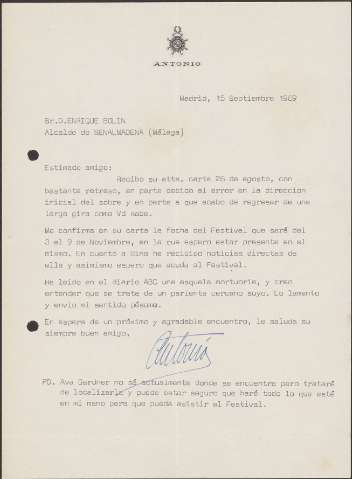 ANTONIO
Madrid, 15 Septiembre 1969
Sr.D.ENRIQUE BOLIN
Alcalde de BENALMADENA (Málaga)
Estimado amigo:
Recibo su atta. carta 26 de agosto, con
bastante retraso, en parte debido al error en la dirección
inicial del sobre y en parte a que acabo de regresar de una
larga gira como Vd sabe.
Me confirma en su carta la fecha del Festival que será del
3 al 9 de Noviembre, en la que espero estar presente en el
mismo. En cuanto a Gina he recibido noticias directas de
ella y asimismo espero que acuda al Festival.
He leido en el diario ABC una esquela mortuoria, y creo
entender que se trata de un pariente cercano suyo. Lo lamento
y envio el sentido pésame.
En espera de un próximo y agradable encuentro, le saluda su
siempre buen amigo,
Antonio
PD. Ava Gardner no sé actualmente donde se encuentra pero trataré
de localizarla y puede estar seguro que haré todo lo que esté
en mi mano para que pueda asistir al Festival.